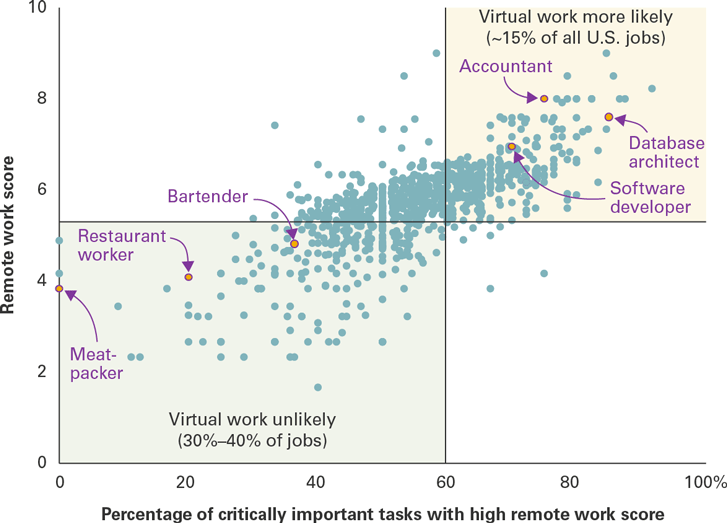 10
Virtual work more likely
(~15% of all U.S. jobs)
Accountant
8
Database
architect
Remote work score
6
Bartender
Software
developer
Restaurant
worker
4
Meat-
packer
2
Virtual work unlikely
(30%–40% of jobs)
0
0 20 40 60 80 100%
Percentage of critically important tasks with high remote work score